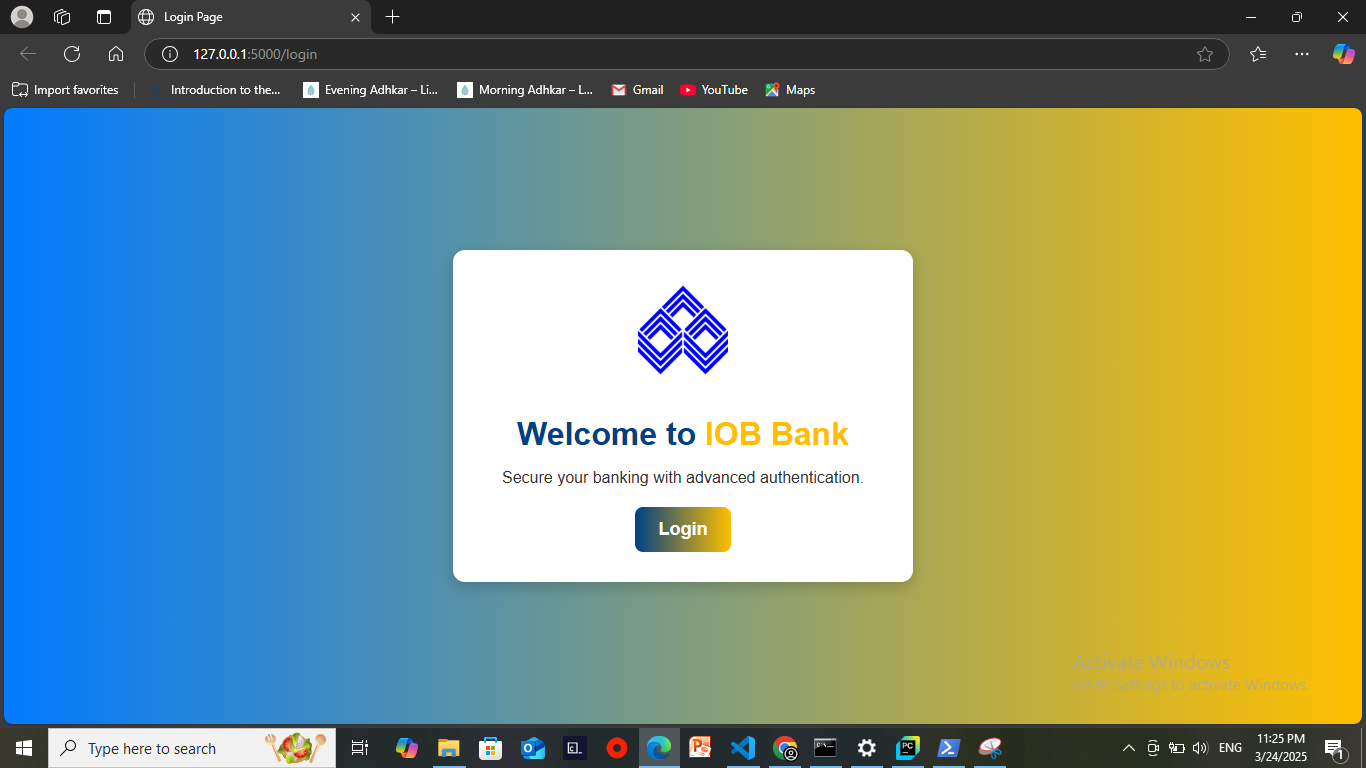 Login Page
127.0.0.1:5000/login
Import favorites
Introduction to the...
Evening Adhkar – Li...
Morning Adhkar – L...
Gmail
YouTube
Maps
Welcome to IOB Bank
Secure your banking with advanced authentication.
Login
Activate Windows
Go to Settings to activate Windows.
Type here to search
ENG
11:25 PM
3/24/2025
1